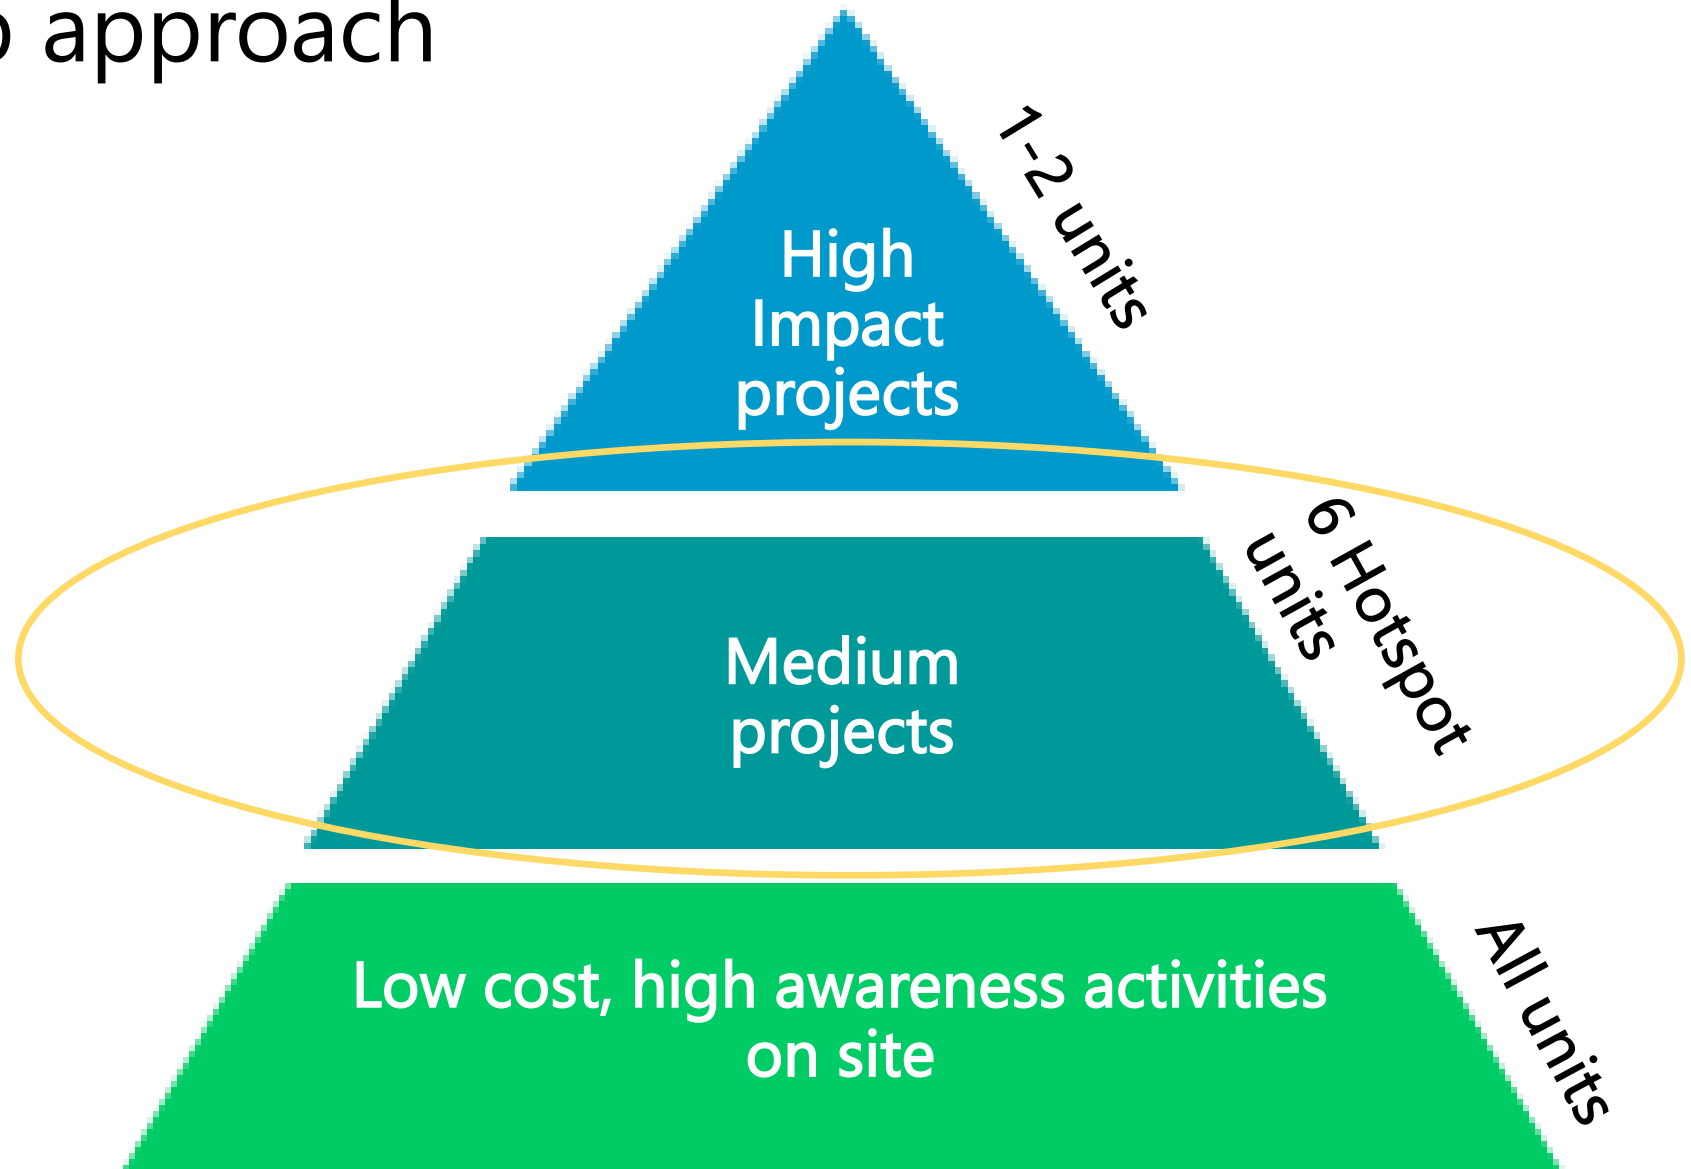 approach
1-2 units
High
Impact
projects
6 Hotspot
units
Medium
projects
All units
Low cost, high awareness activities
on site